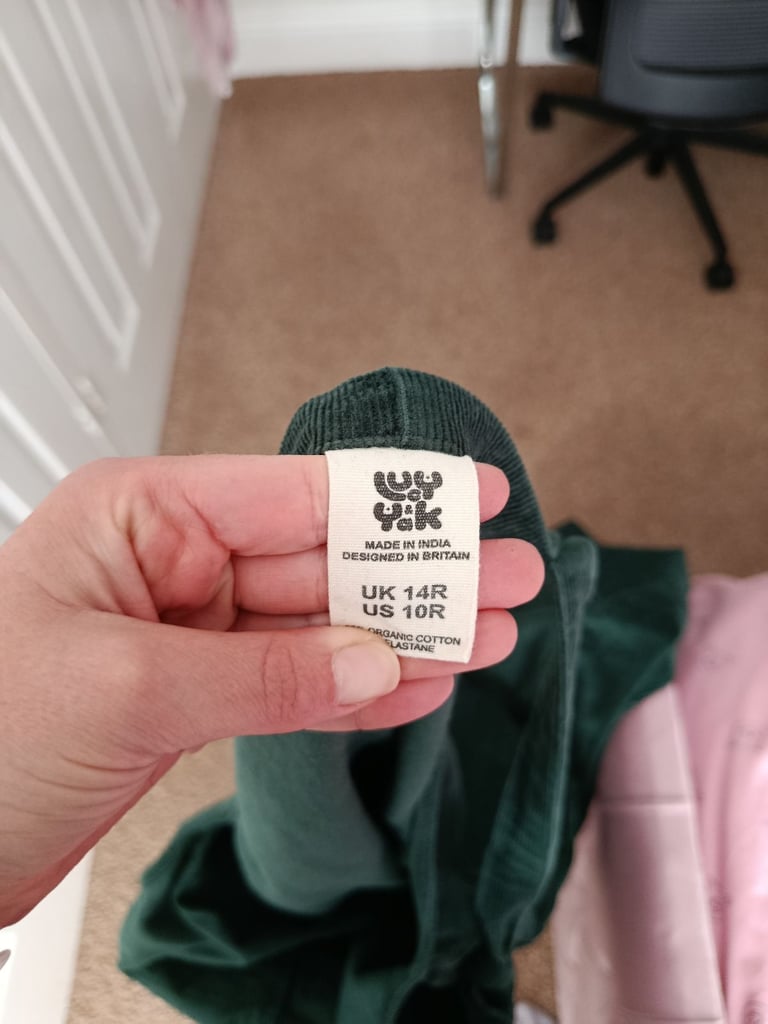 LUCY
&
YAK
MADE IN INDIA
DESIGNED IN BRITAIN
UK 14R
US 10R
ORGANIC COTTON
ELASTANE